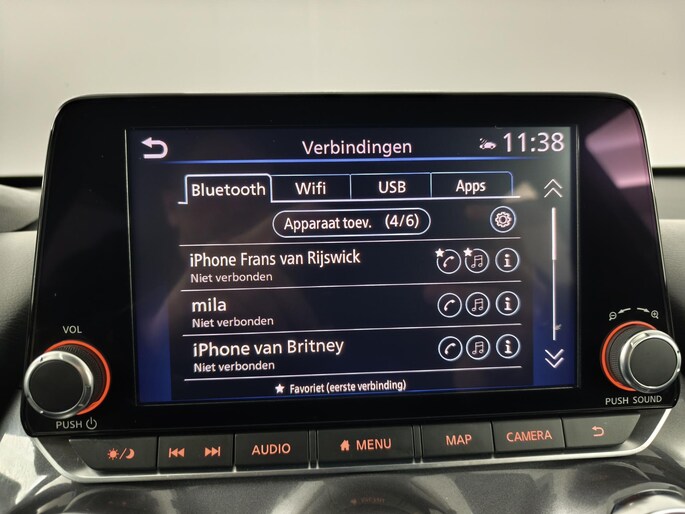 Verbindingen 11:38
Bluetooth Wifi USB Apps
Apparaat toev. (4/6)
iPhone Frans van Rijswick
Niet verbonden
mila
Niet verbonden
iPhone van Britney
Niet verbonden
Favoriet (eerste verbinding)
VOL
PUSH
PUSH SOUND
AUDIO MENU MAP CAMERA